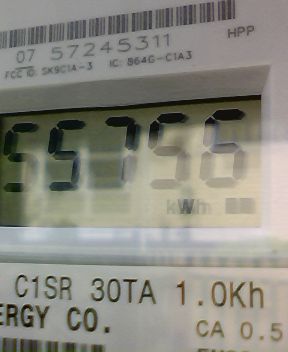 07 57245311
HPP
FCC ID: SK9C1A-3 IC: 864G-C1A3
55756
kWh
C1SR 30TA 1.0Kh
ERGY CO.
CA 0.5